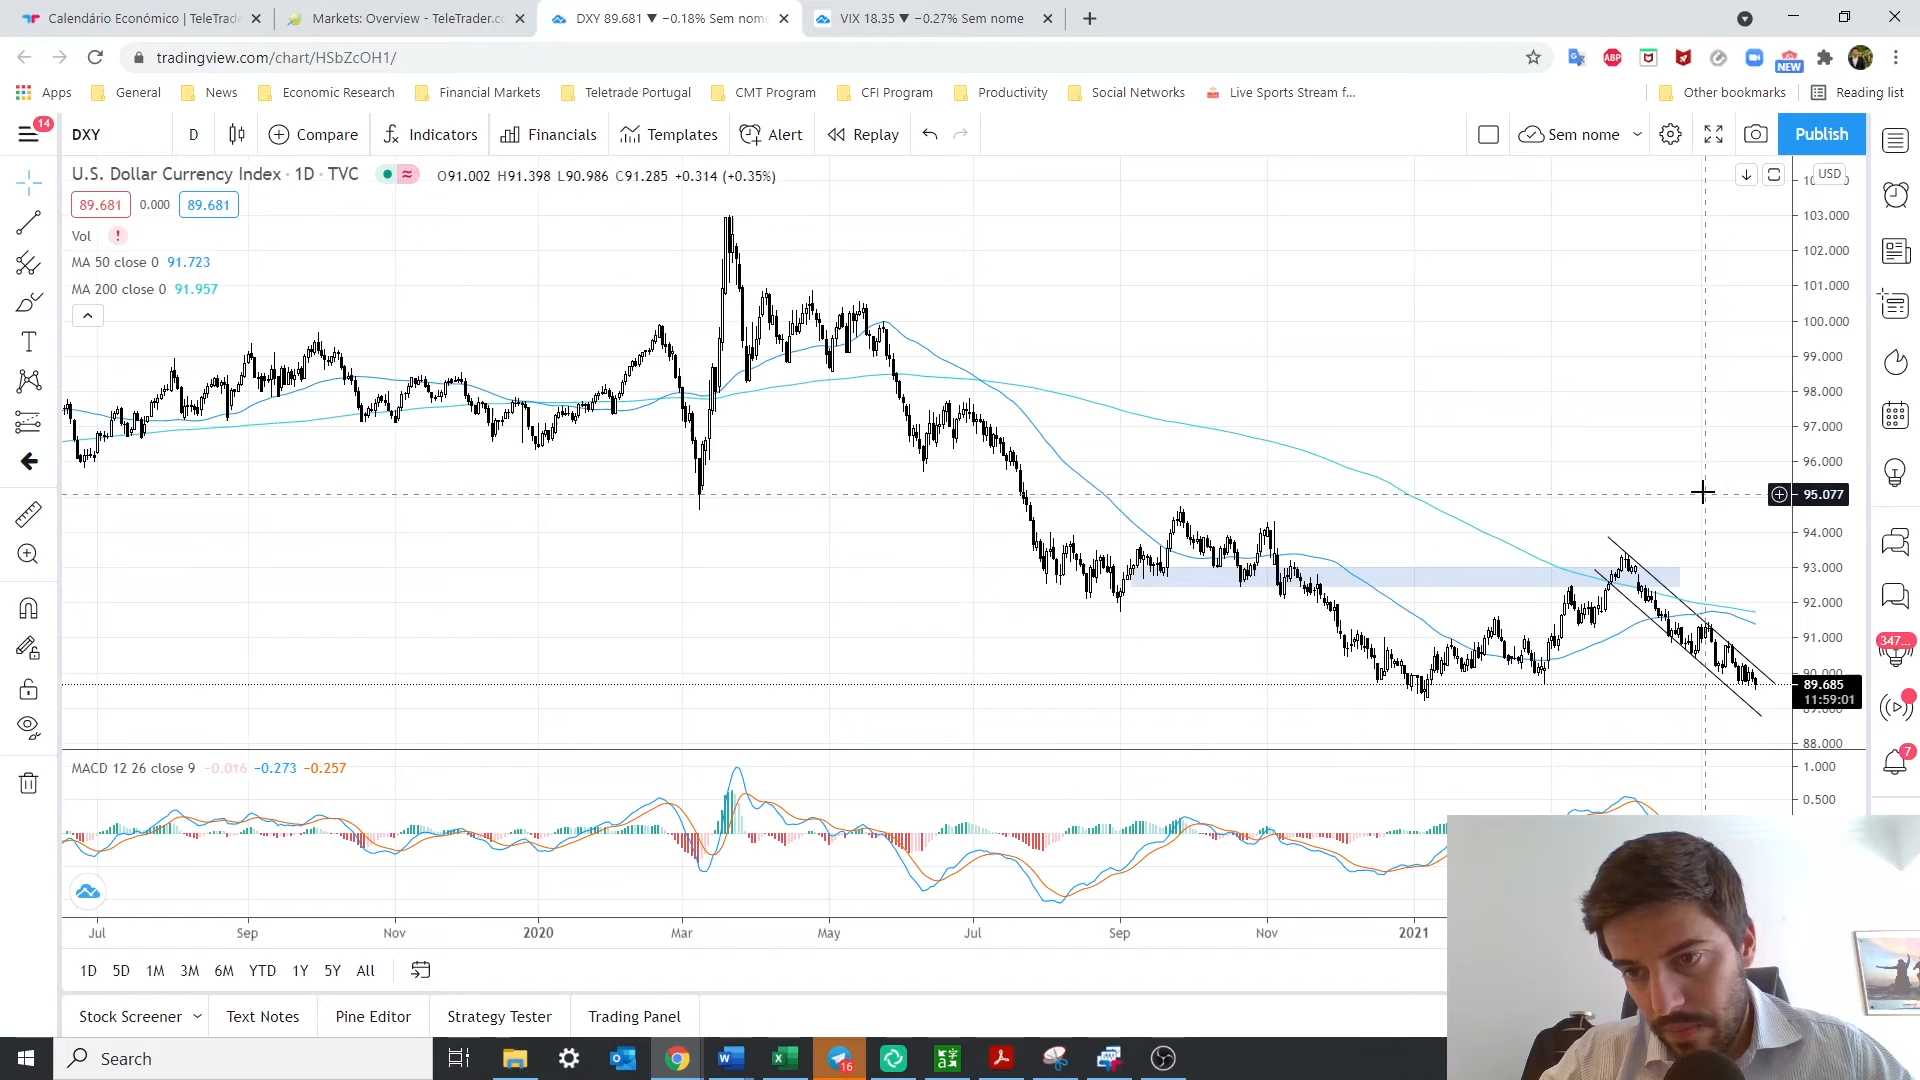 Calendário Económico | TeleTrade
Markets: Overview - TeleTrader.co
DXY 89.681 ▼ −0.18% Sem nome
VIX 18.35 ▼ −0.27% Sem nome
tradingview.com/chart/HSbZcOH1/
ABP
NEW
Apps
General
News
Economic Research
Financial Markets
Teletrade Portugal
CMT Program
CFI Program
Productivity
Social Networks
Live Sports Stream f...
Other bookmarks
Reading list
14
DXY
D
Compare
Indicators
Financials
Templates
Alert
Replay
Sem nome
Publish
U.S. Dollar Currency Index · 1D · TVC
O91.002 H91.398 L90.986 C91.285 +0.314 (+0.35%)
USD
89.681
0.000
89.681
Vol
!
MA 50 close 0 91.723
MA 200 close 0 91.957
103.000
102.000
101.000
100.000
99.000
98.000
97.000
96.000
95.077
94.000
93.000
92.000
91.000
89.685
11:59:01
88.000
347...
7
MACD 12 26 close 9 −0.016 −0.273 −0.257
1.000
0.500
Jul
Sep
Nov
2020
Mar
May
Jul
Sep
Nov
2021
1D
5D
1M
3M
6M
YTD
1Y
5Y
All
Stock Screener
Text Notes
Pine Editor
Strategy Tester
Trading Panel
Search
16